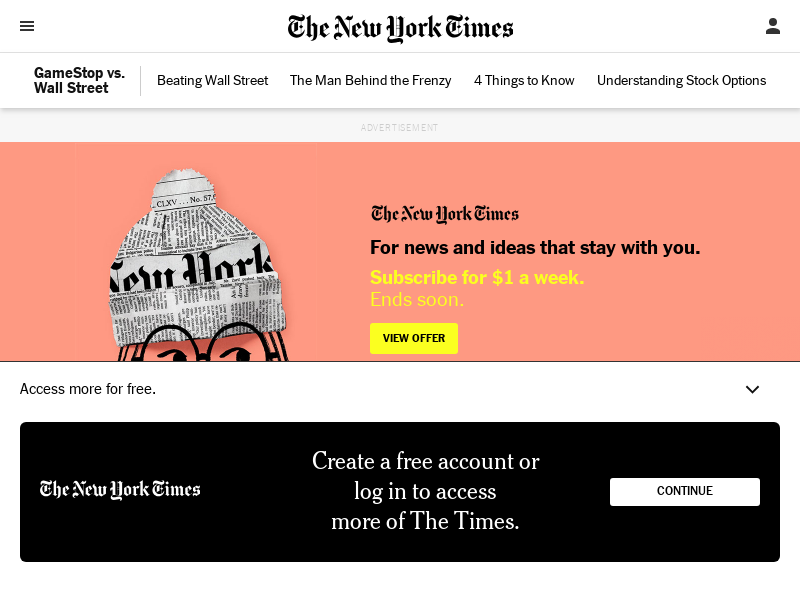 The New York Times
GameStop vs.
Wall Street
Beating Wall Street
The Man Behind the Frenzy
4 Things to Know
Understanding Stock Options
ADVERTISEMENT
CLXV . . . No. 57,0
New York
The New York Times
For news and ideas that stay with you.
Subscribe for $1 a week.
Ends soon.
VIEW OFFER
Access more for free.
The New York Times
Create a free account or
log in to access
more of The Times.
CONTINUE